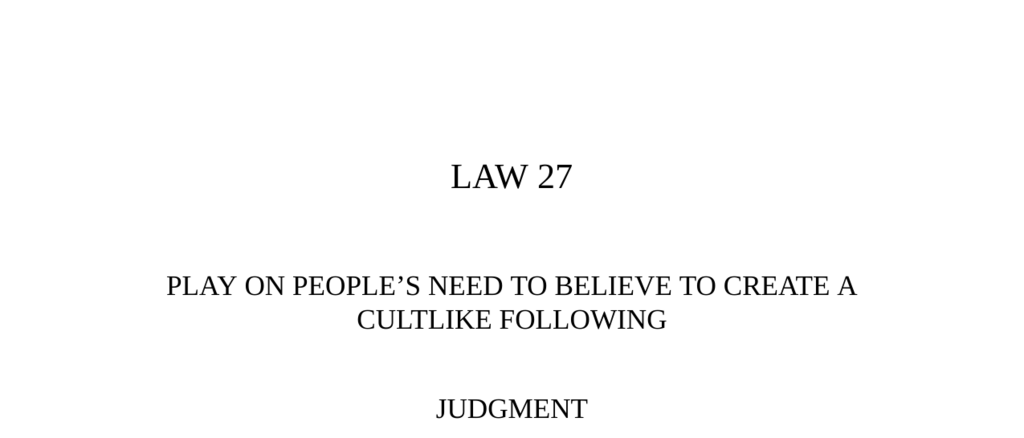 LAW 27
PLAY ON PEOPLE’S NEED TO BELIEVE TO CREATE A
CULTLIKE FOLLOWING
JUDGMENT